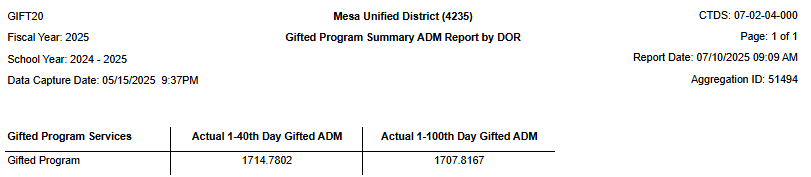 GIFT20 Mesa Unified District (4235) CTDS: 07-02-04-000
Fiscal Year: 2025 Gifted Program Summary ADM Report by DOR Page: 1 of 1
School Year: 2024 - 2025 Report Date: 07/10/2025 09:09 AM
Data Capture Date: 05/15/2025 9:37PM Aggregation ID: 51494
Gifted Program Services Actual 1-40th Day Gifted ADM Actual 1-100th Day Gifted ADM
Gifted Program 1714.7802 1707.8167